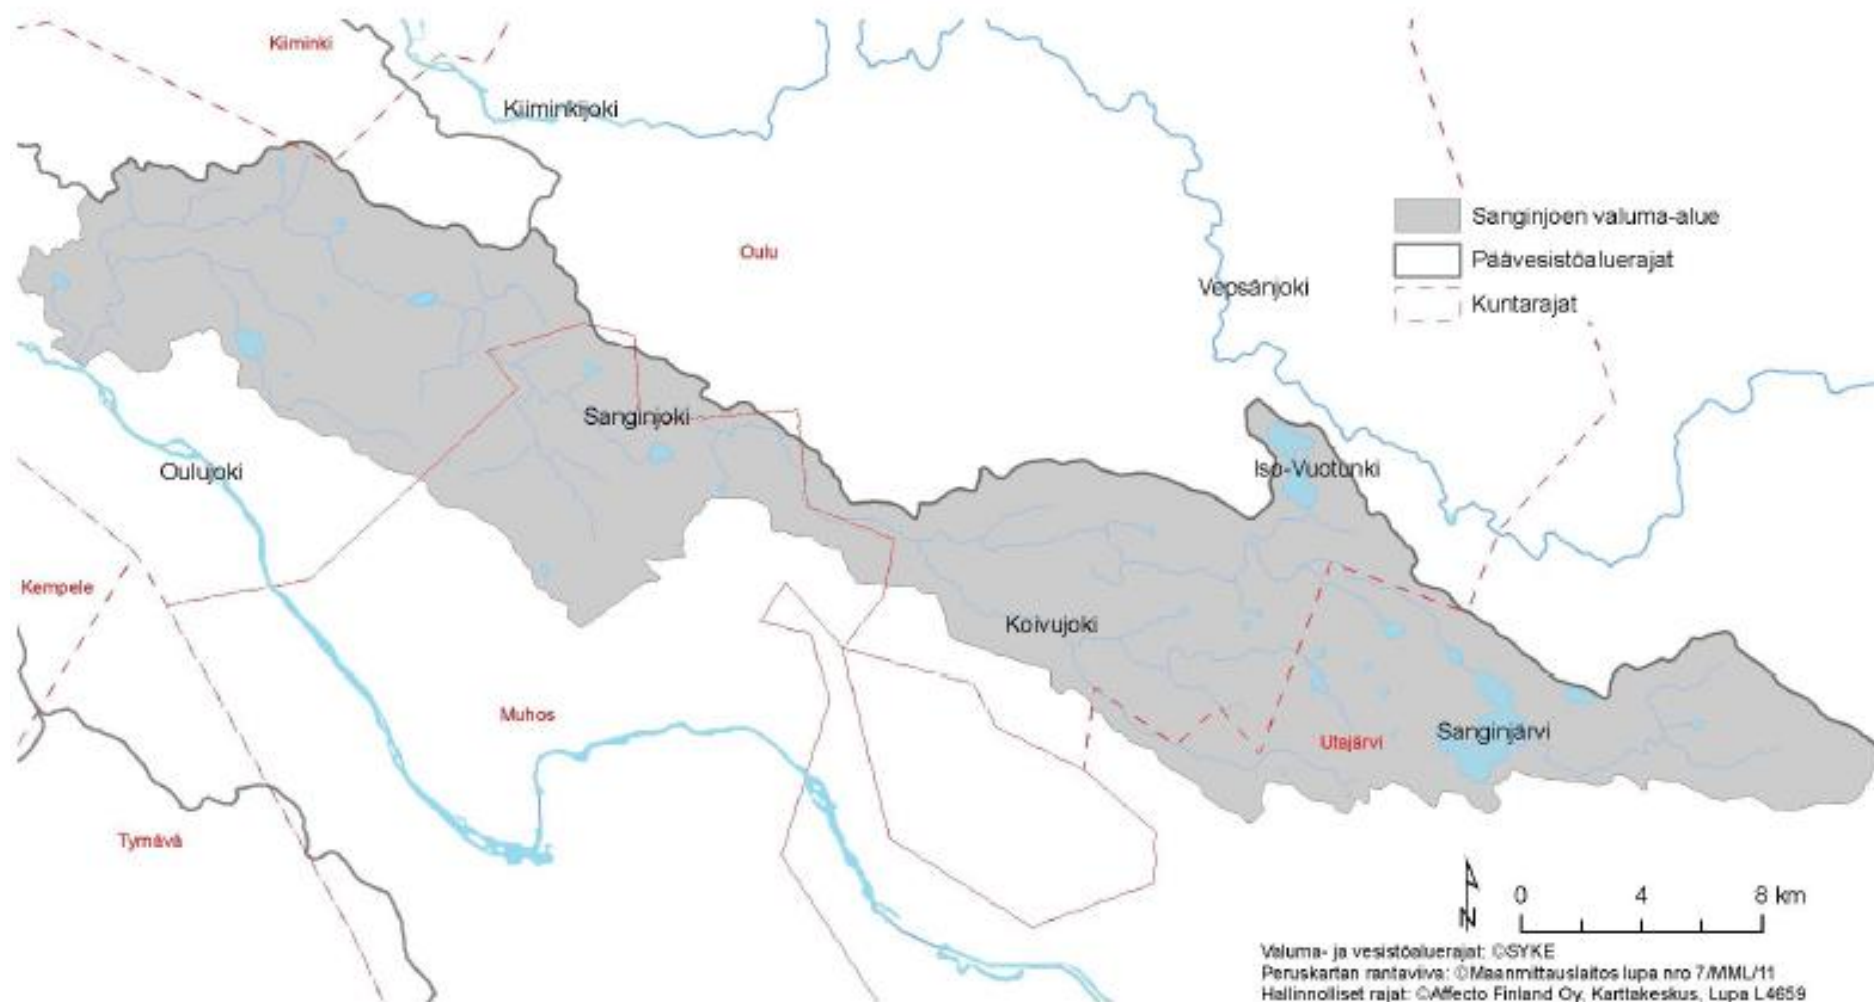 Kiiminki
Kiiminkijoki
Oulu
Vepsänjoki
Sanginjoen valuma-alue
Päävesistöaluerajat
Kuntarajat
Sanginjoki
Oulujoki
Iso-Vuotunki
Kempele
Koivujoki
Muhos
Utajärvi
Sanginjärvi
Tyrnävä
0 4 8 km
N
Valuma- ja vesistöaluerajat: ©SYKE
Peruskartan rantaviiva: ©Maanmittauslaitos lupa nro 7/MML/11
Hallinnolliset rajat: ©Affecto Finland Oy, Karttakeskus, Lupa L4659